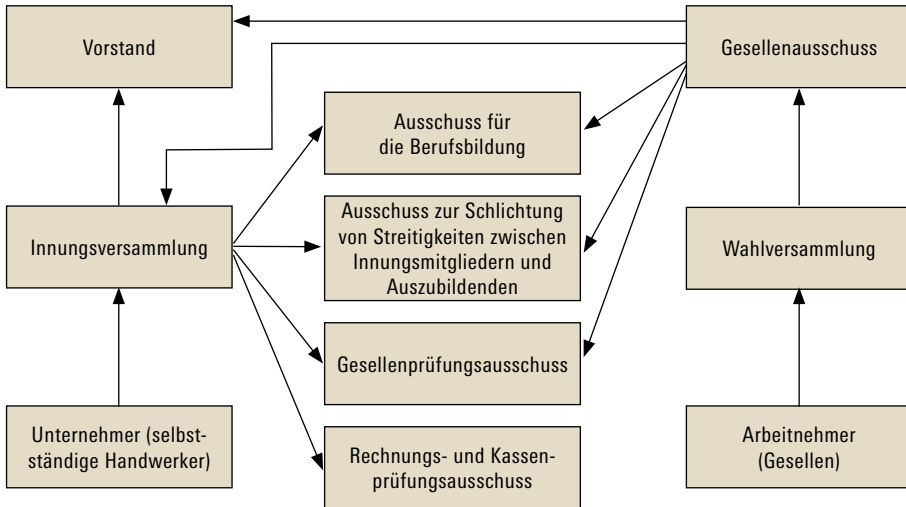 Vorstand
Gesellenausschuss
Ausschuss für
die Berufsbildung
Innungsversammlung
Ausschuss zur Schlichtung
von Streitigkeiten zwischen
Innungsmitgliedern und
Auszubildenden
Wahlversammlung
Gesellenprüfungsausschuss
Unternehmer (selbst-
ständige Handwerker)
Rechnungs- und Kassen-
prüfungsausschuss
Arbeitnehmer
(Gesellen)